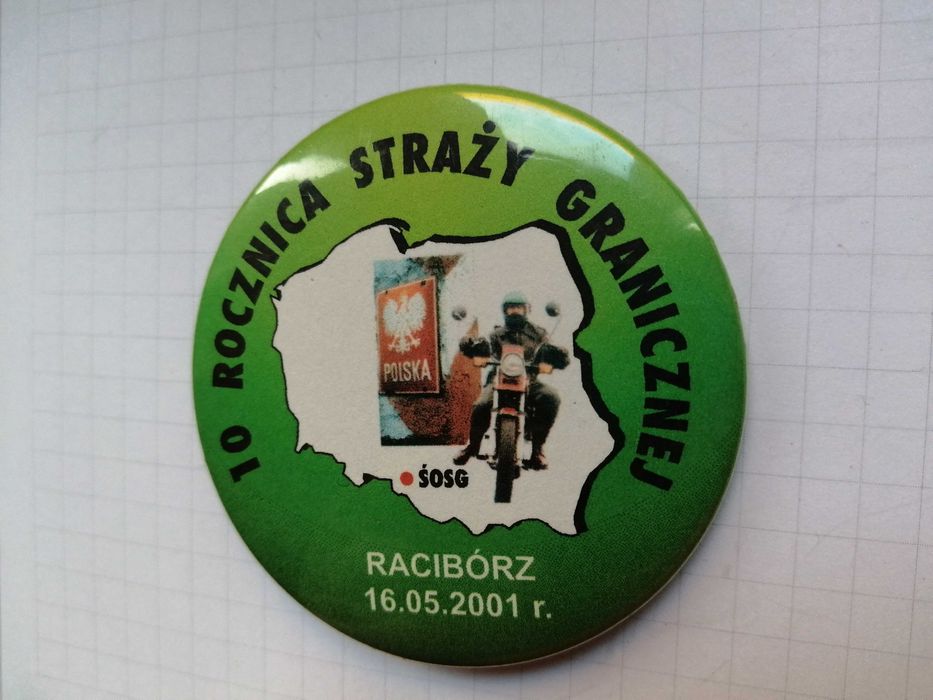 10 ROCZNICA STRAŻY GRANICZNEJ
POLSKA
ŚOSG
RACIBÓRZ
16.05.2001 r.